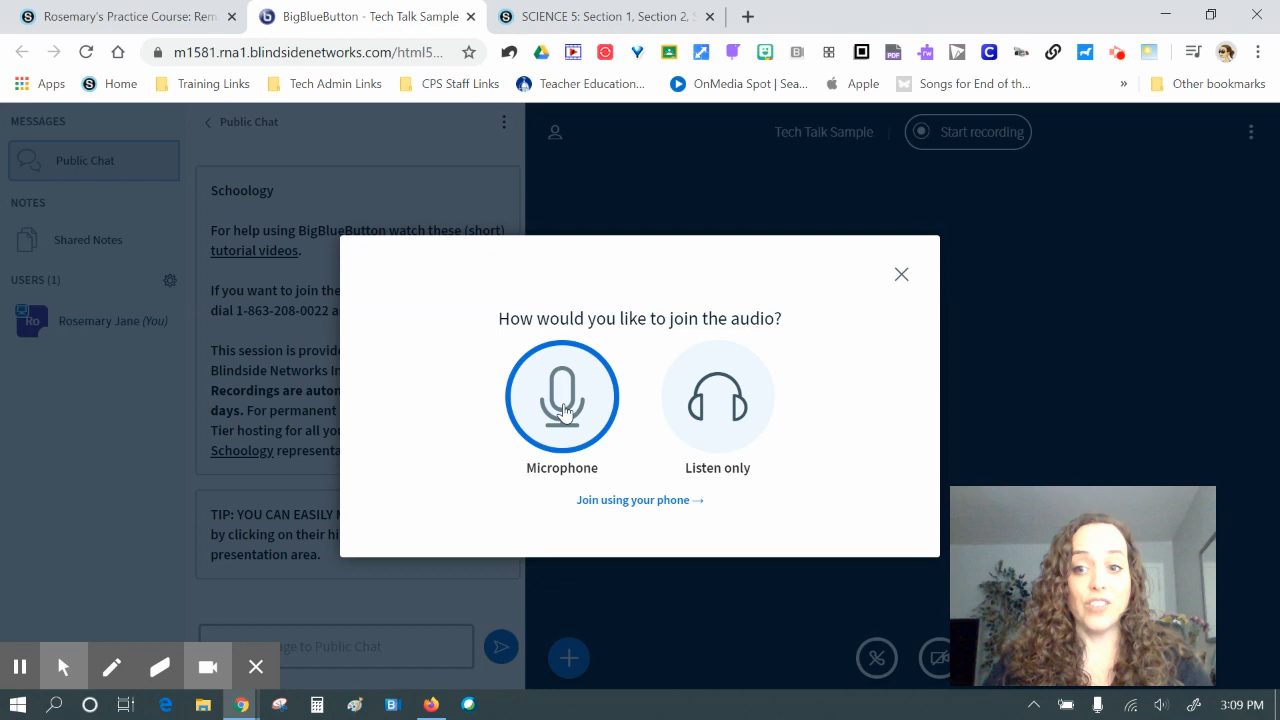 Rosemary's Practice Course: Rem
BigBlueButton - Tech Talk Sample
SCIENCE 5: Section 1, Section 2,
m1581.rna1.blindsidenetworks.com/html5...
Apps
Home
Training Links
Tech Admin Links
CPS Staff Links
Teacher Education...
OnMedia Spot | Sea...
Apple
Songs for End of th...
»
Other bookmarks
MESSAGES
Public Chat
NOTES
Shared Notes
USERS (1)
Ro
Rosemary Jane (You)
Public Chat
Schoology
For help using BigBlueButton watch these (short)
tutorial videos.
If you want to join the
dial 1-863-208-0022
This session is provide
Blindside Networks In
Recordings are auton
days. For permanent
Tier hosting for all you
Schoology representa
TIP: YOU CAN EASILY
by clicking on their hi
presentation area.
ge to Public Chat
Tech Talk Sample
Start recording
How would you like to join the audio?
Microphone
Listen only
Join using your phone →
3:09 PM